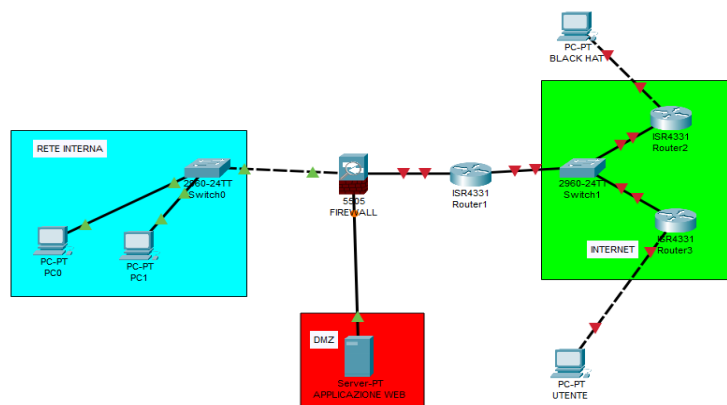 PC-PT
BLACK HAT
RETE INTERNA
2960-24TT
Switch0
PC-PT
PC0
PC-PT
PC1
5505
FIREWALL
ISR4331
Router1
2960-24TT
Switch1
ISR4331
Router2
INTERNET
ISR4331
Router3
DMZ
Server-PT
APPLICAZIONE WEB
PC-PT
UTENTE